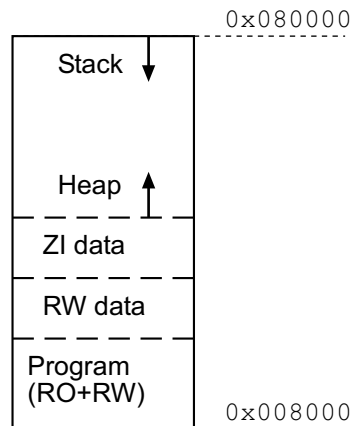 0x080000
Stack
Heap
ZI data
RW data
Program
(RO+RW)
0x008000